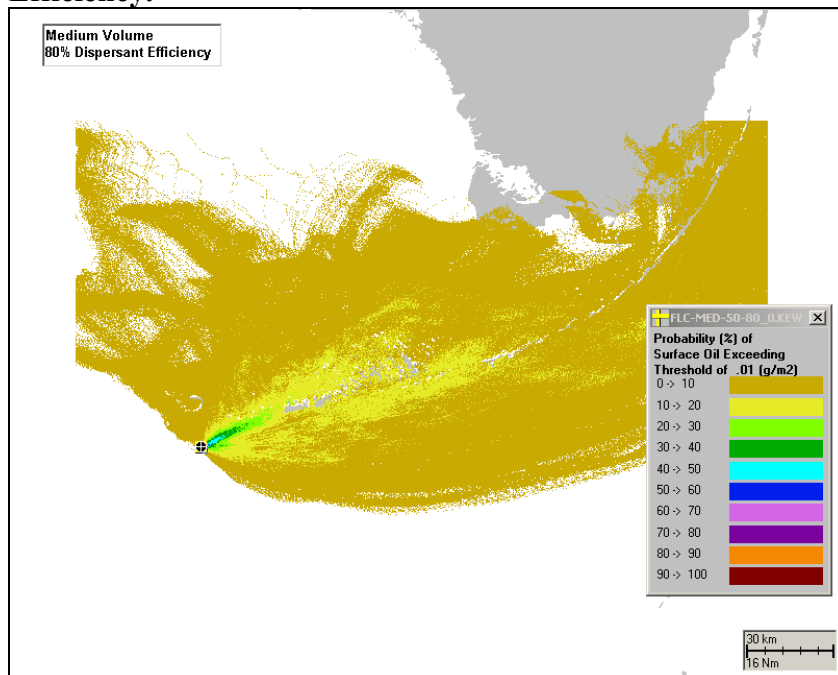 Efficiency.
Medium Volume
80% Dispersant Efficiency
FLC-MED-50-80_0.KEW
Probability (%) of
Surface Oil Exceeding
Threshold of .01 (g/m2)
0 -> 10
10 -> 20
20 -> 30
30 -> 40
40 -> 50
50 -> 60
60 -> 70
70 -> 80
80 -> 90
90 -> 100
30 km
16 Nm